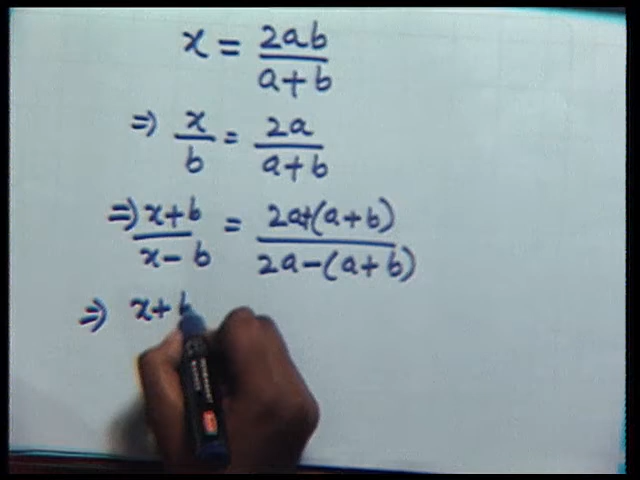 x = 2ab / a+b
⇒ x / b = 2a / a+b
⇒ x+b / x-b = 2a+(a+b) / 2a-(a+b)
⇒ x+b